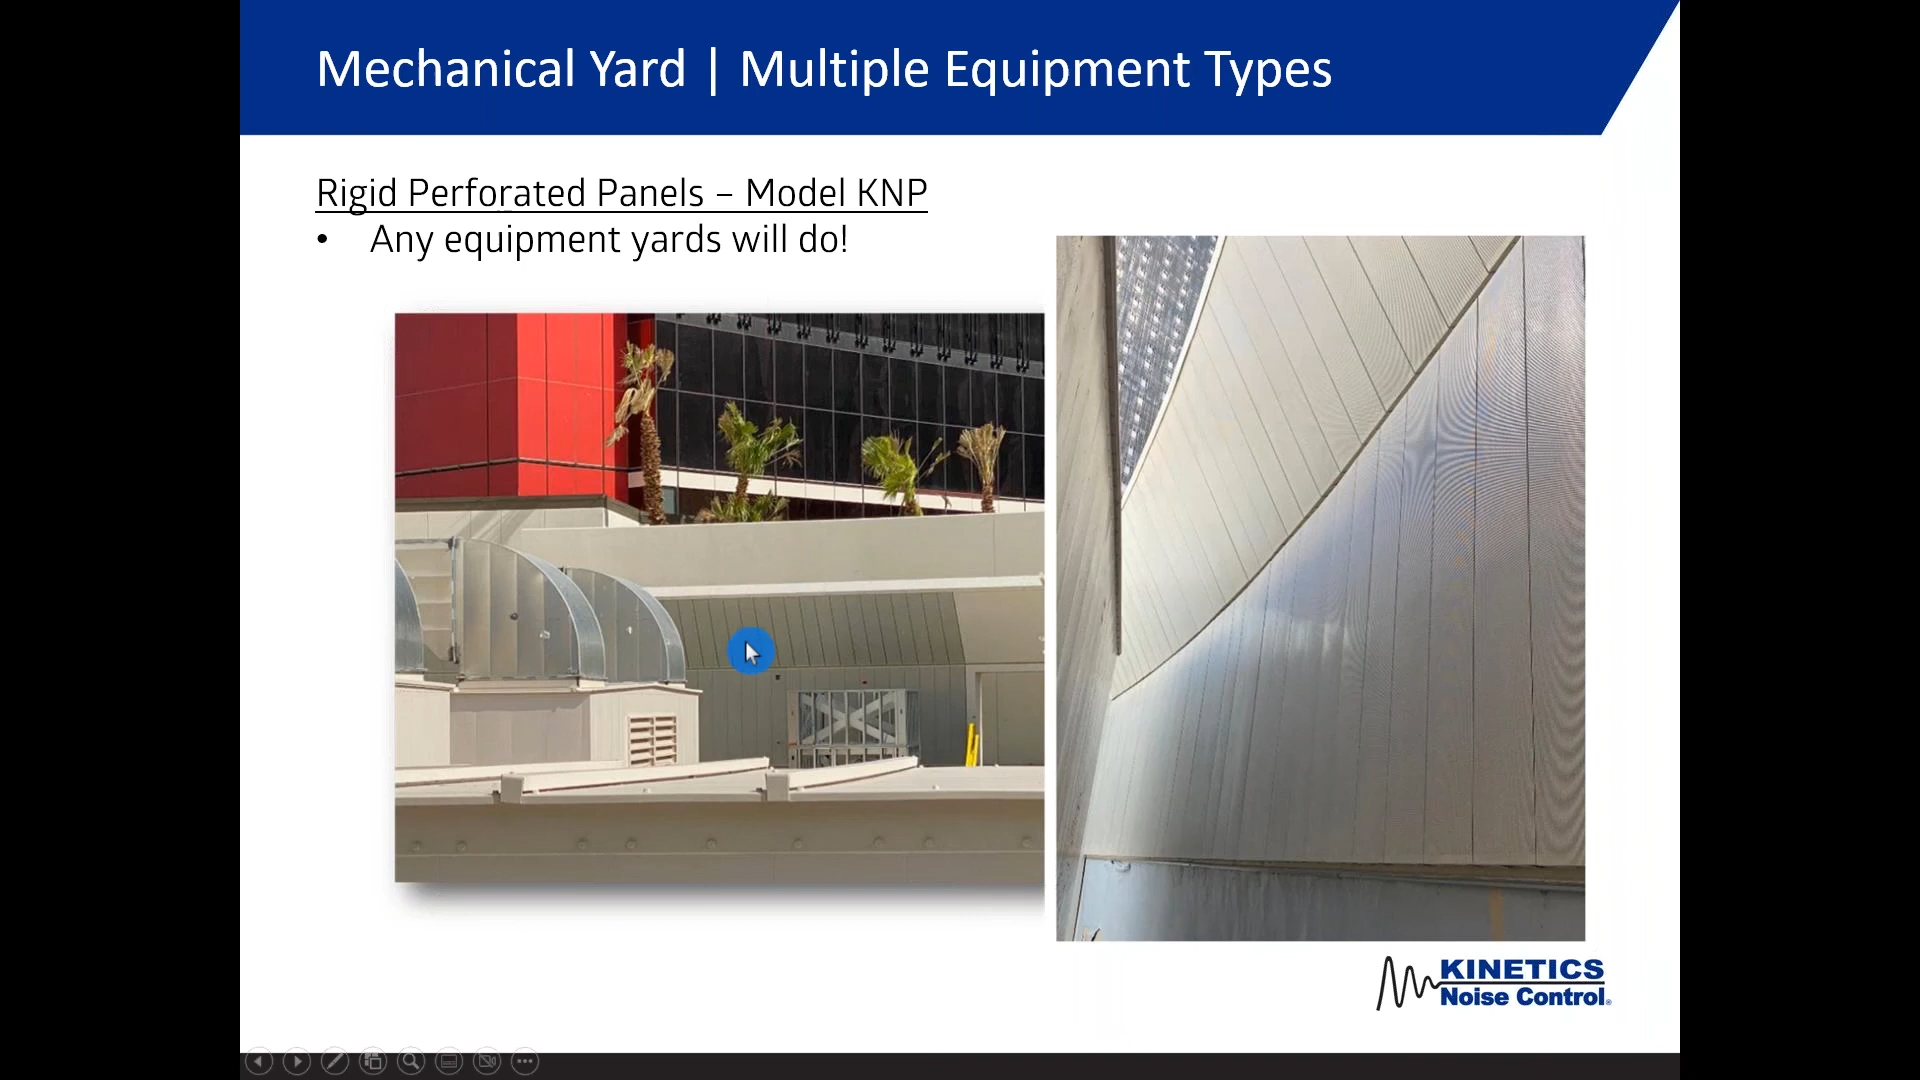 Mechanical Yard | Multiple Equipment Types
Rigid Perforated Panels – Model KNP
• Any equipment yards will do!
KINETICS
Noise Control®